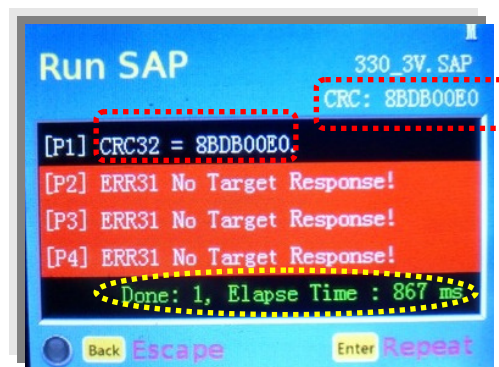 M
Run SAP
330_3V.SAP
CRC: 8BDB00E0
[P1] CRC32 = 8BDB00E0.
[P2] ERR31 No Target Response!
[P3] ERR31 No Target Response!
[P4] ERR31 No Target Response!
Done: 1, Elapse Time : 867 ms
Back Escape
Enter Repeat